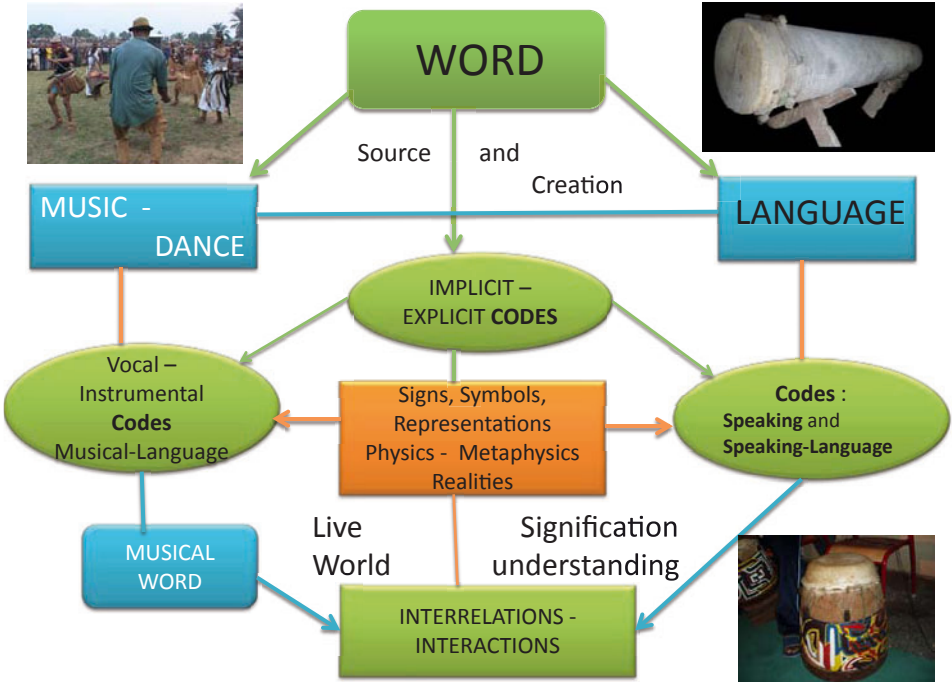 WORD
Source and
Creation
MUSIC -
DANCE
LANGUAGE
IMPLICIT –
EXPLICIT CODES
Vocal –
Instrumental
Codes
Musical-Language
Signs, Symbols,
Representations
Physics - Metaphysics
Realities
Codes :
Speaking and
Speaking-Language
Live
World
Signification
understanding
MUSICAL
WORD
INTERRELATIONS -
INTERACTIONS